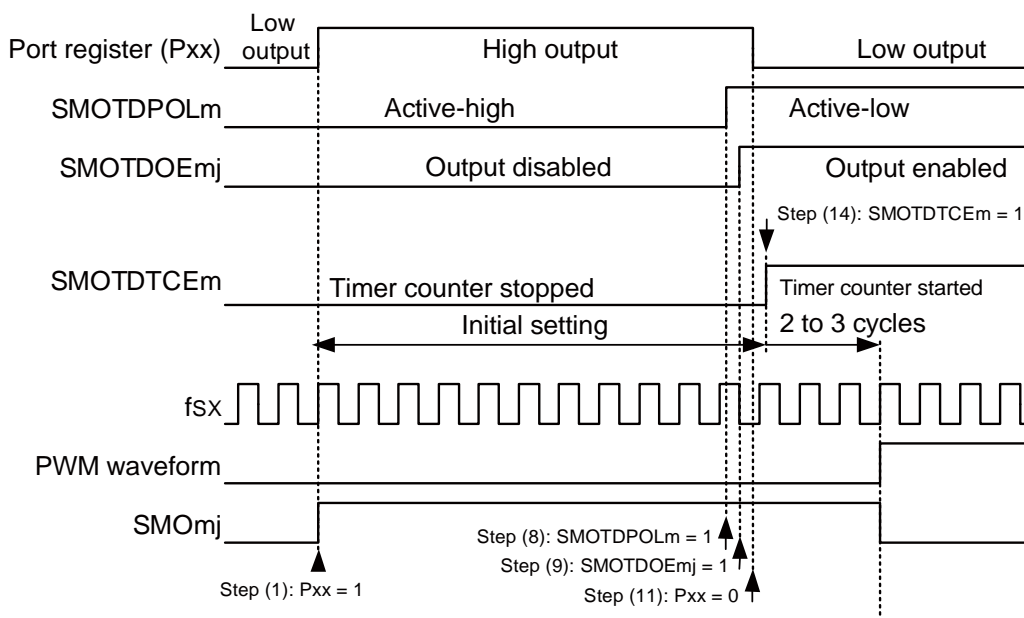 Low
output
Port register (Pxx)
High output
Low output
SMOTDPOLm
Active-high
Active-low
SMOTDOEmj
Output disabled
Output enabled
Step (14): SMOTDTCEm = 1
SMOTDTCEm
Timer counter stopped
Timer counter started
Initial setting
2 to 3 cycles
fSX
PWM waveform
SMOmj
Step (8): SMOTDPOLm = 1
Step (9): SMOTDOEmj = 1
Step (1): Pxx = 1
Step (11): Pxx = 0